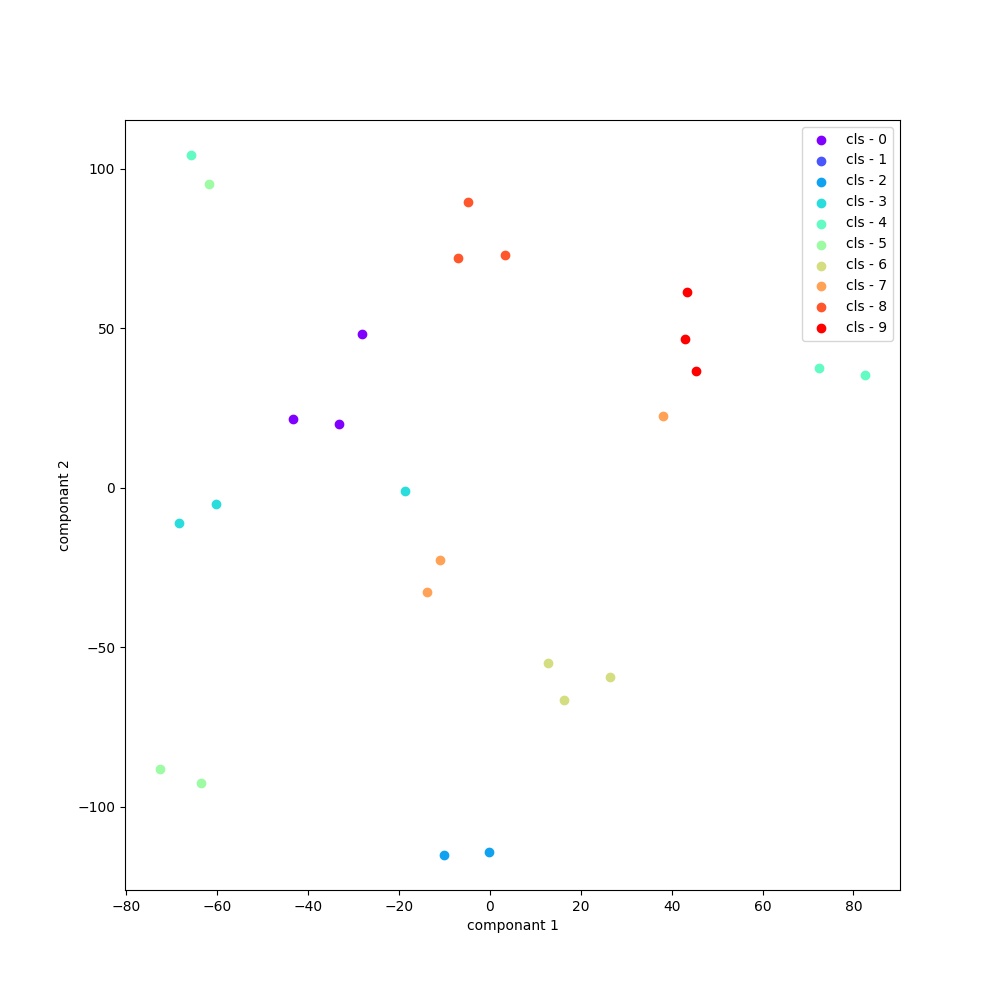 cls - 0
cls - 1
cls - 2
cls - 3
cls - 4
cls - 5
cls - 6
cls - 7
cls - 8
cls - 9
100
50
0
−50
−100
componant 2
−80 −60 −40 −20 0 20 40 60 80
componant 1